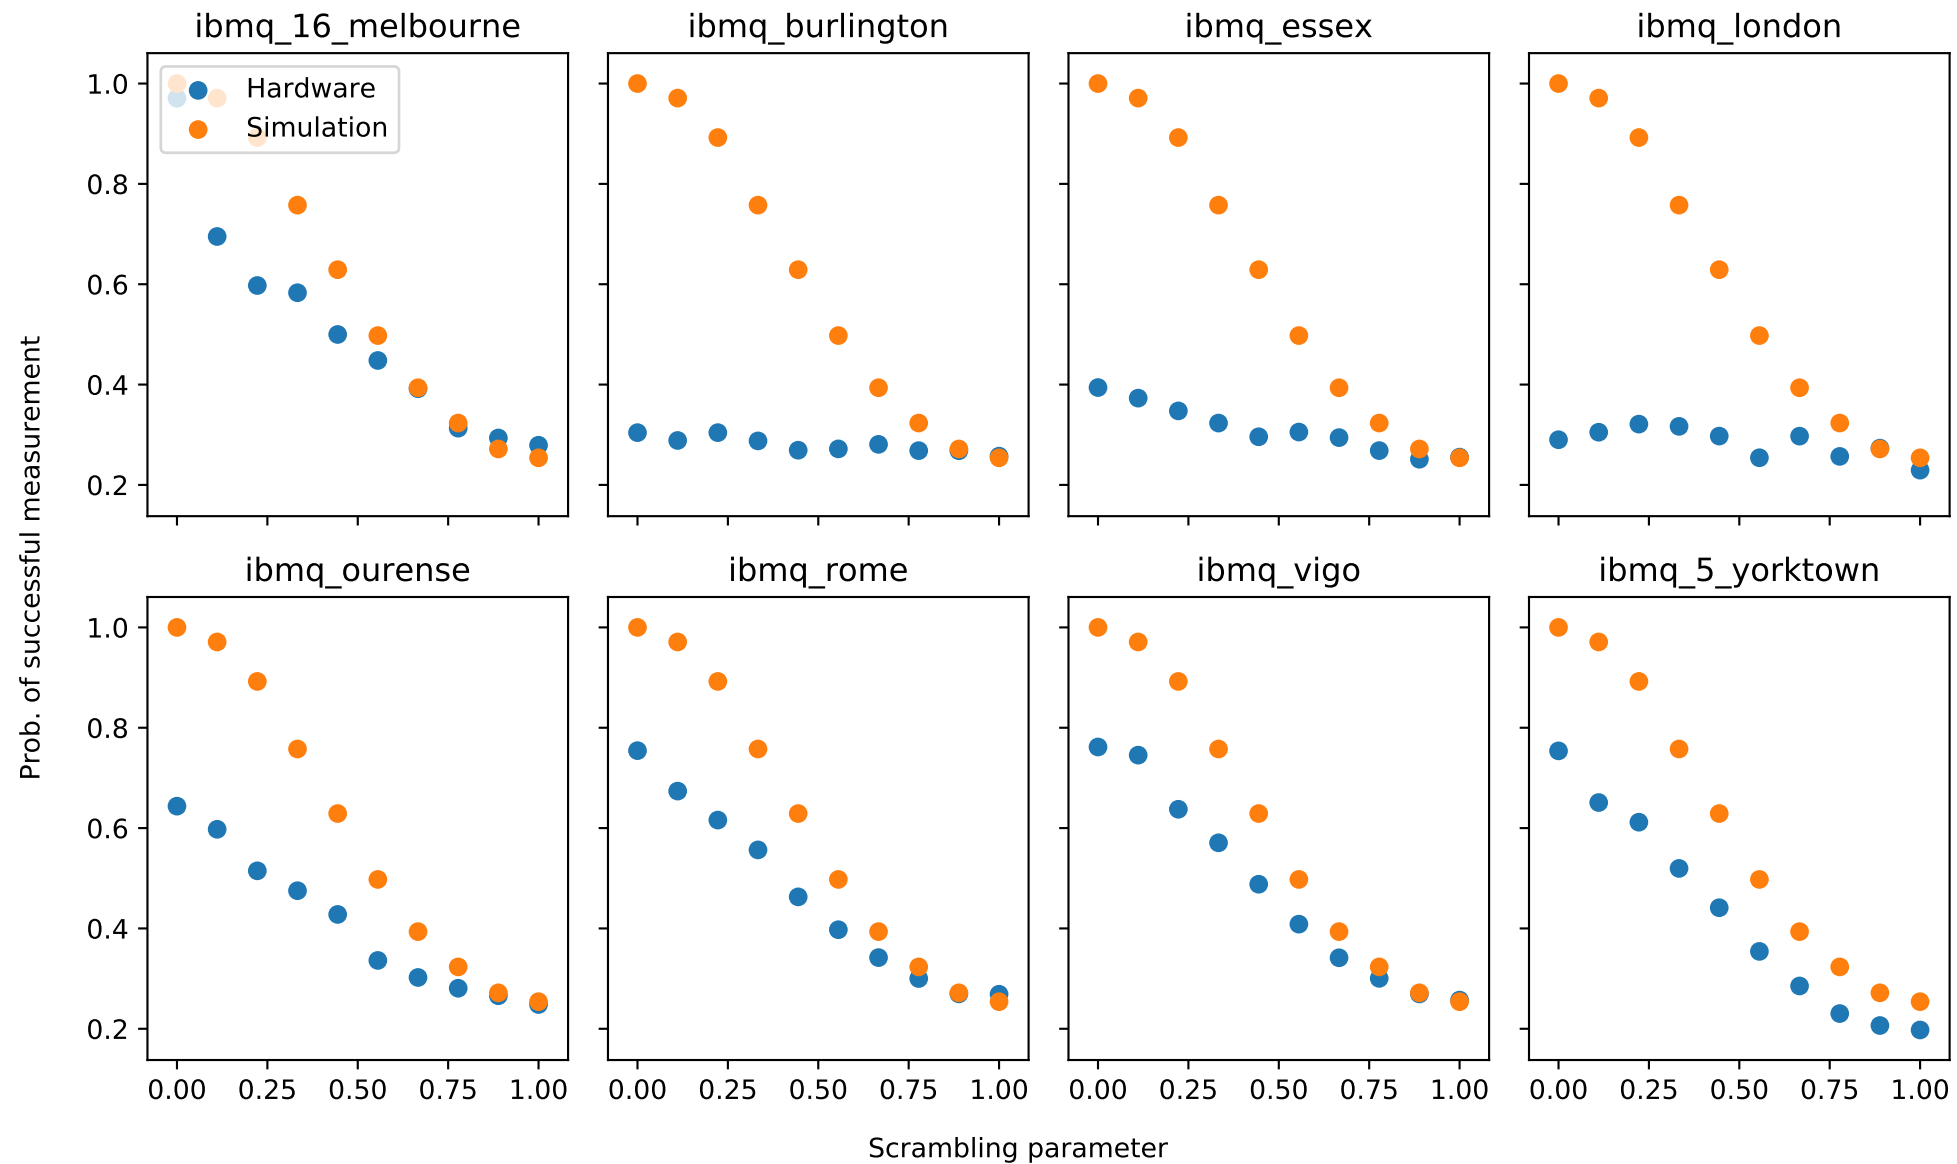 ibmq_16_melbourne
ibmq_burlington
ibmq_essex
ibmq_london
1.0
0.8
0.6
0.4
0.2
Hardware
Simulation
Prob. of successful measurement
ibmq_ourense
ibmq_rome
ibmq_vigo
ibmq_5_yorktown
1.0
0.8
0.6
0.4
0.2
0.00 0.25 0.50 0.75 1.00
0.00 0.25 0.50 0.75 1.00
0.00 0.25 0.50 0.75 1.00
0.00 0.25 0.50 0.75 1.00
Scrambling parameter